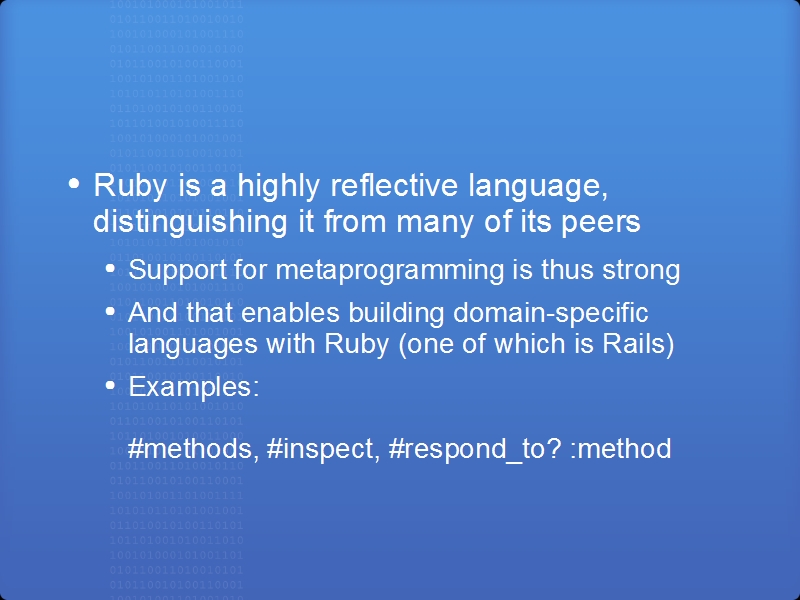 • Ruby is a highly reflective language,
distinguishing it from many of its peers
• Support for metaprogramming is thus strong
• And that enables building domain-specific
languages with Ruby (one of which is Rails)
• Examples:
#methods, #inspect, #respond_to? :method